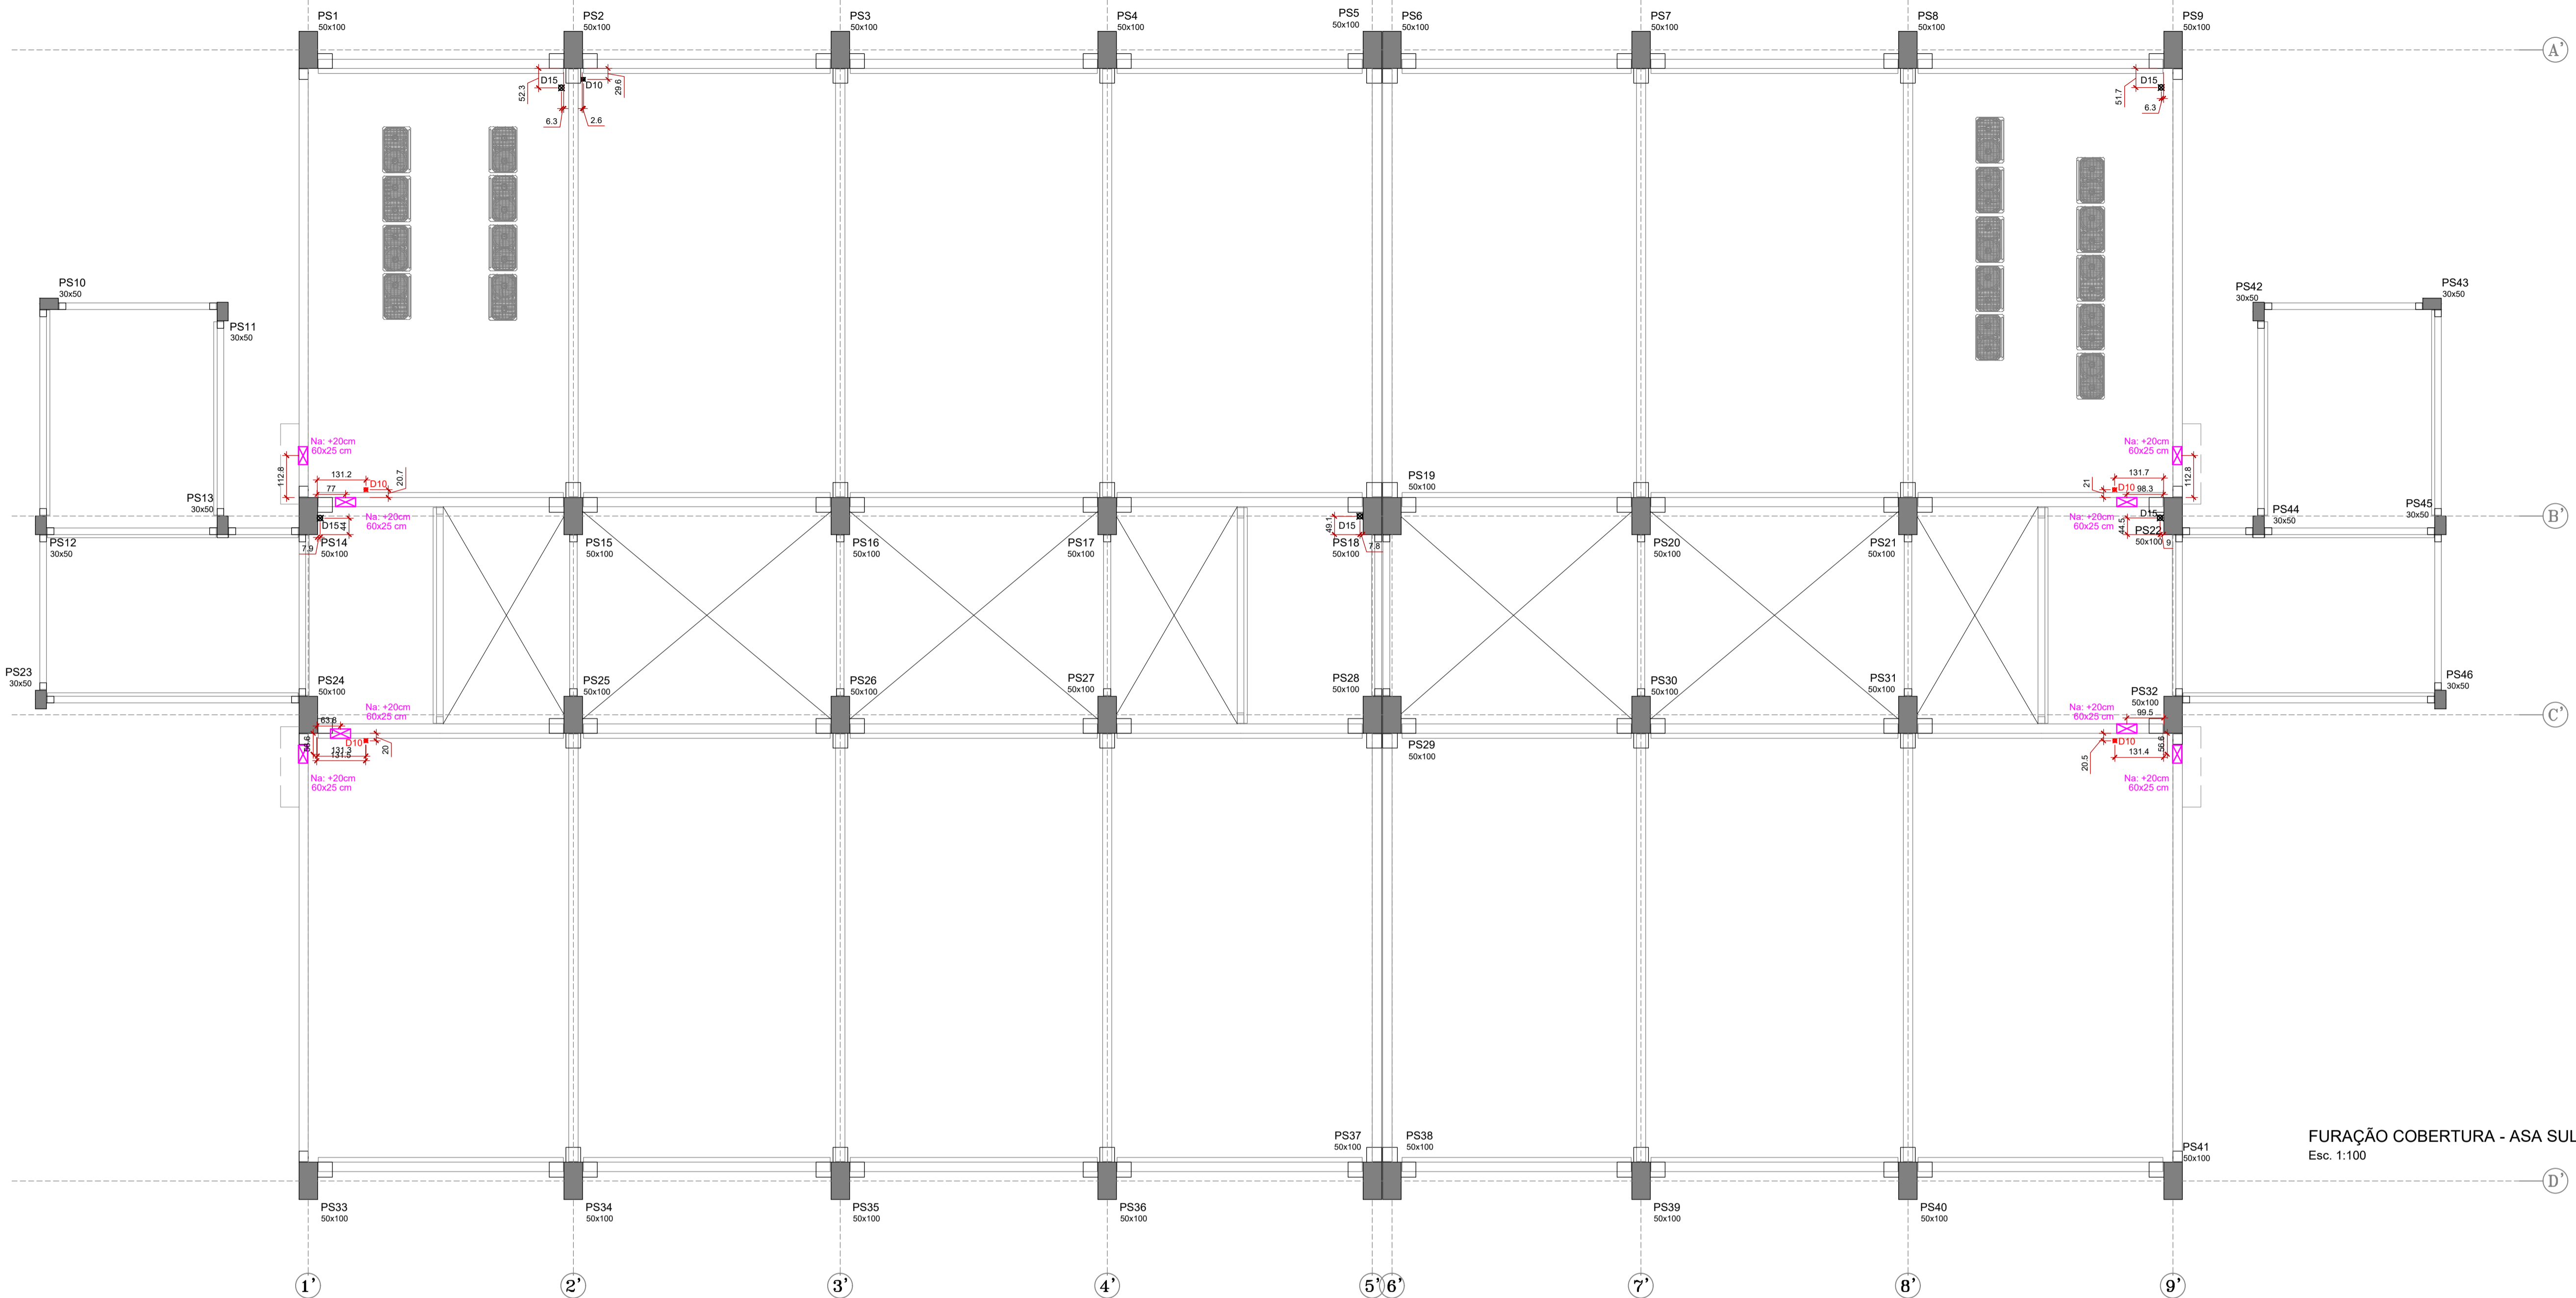 PS1
50x100
PS2
50x100
PS3
50x100
PS4
50x100
PS5
50x100
PS6
50x100
PS7
50x100
PS8
50x100
PS9
50x100
A'
D15
52.3
6.3
D10
29.6
2.6
D15
51.7
6.3
PS10
30x50
PS11
30x50
PS42
30x50
PS43
30x50
Na: +20cm
60x25 cm
112.8
131.2
77
D10
20.7
Na: +20cm
60x25 cm
PS13
30x50
PS12
30x50
D15
44
7.9
PS14
50x100
PS15
50x100
PS16
50x100
PS17
50x100
PS19
50x100
49.1
D15
PS18
50x100
7.8
PS20
50x100
PS21
50x100
Na: +20cm
60x25 cm
131.7
21
D10
98.3
112.8
Na: +20cm
60x25 cm
D15
44.5
PS22
50x100
9
PS44
30x50
PS45
30x50
B'
PS23
30x50
PS24
50x100
PS25
50x100
PS26
50x100
PS27
50x100
PS28
50x100
PS30
50x100
PS31
50x100
PS32
50x100
PS46
30x50
Na: +20cm
60x25 cm
63.8
56.6
D10
131.3
131.5
20
Na: +20cm
60x25 cm
PS29
50x100
Na: +20cm
60x25 cm
99.5
D10
56.6
131.4
20.5
Na: +20cm
60x25 cm
C'
PS37
50x100
PS38
50x100
PS41
50x100
FURAÇÃO COBERTURA - ASA SUL
Esc. 1:100
D'
PS33
50x100
PS34
50x100
PS35
50x100
PS36
50x100
PS39
50x100
PS40
50x100
1'
2'
3'
4'
5'
6'
7'
8'
9'